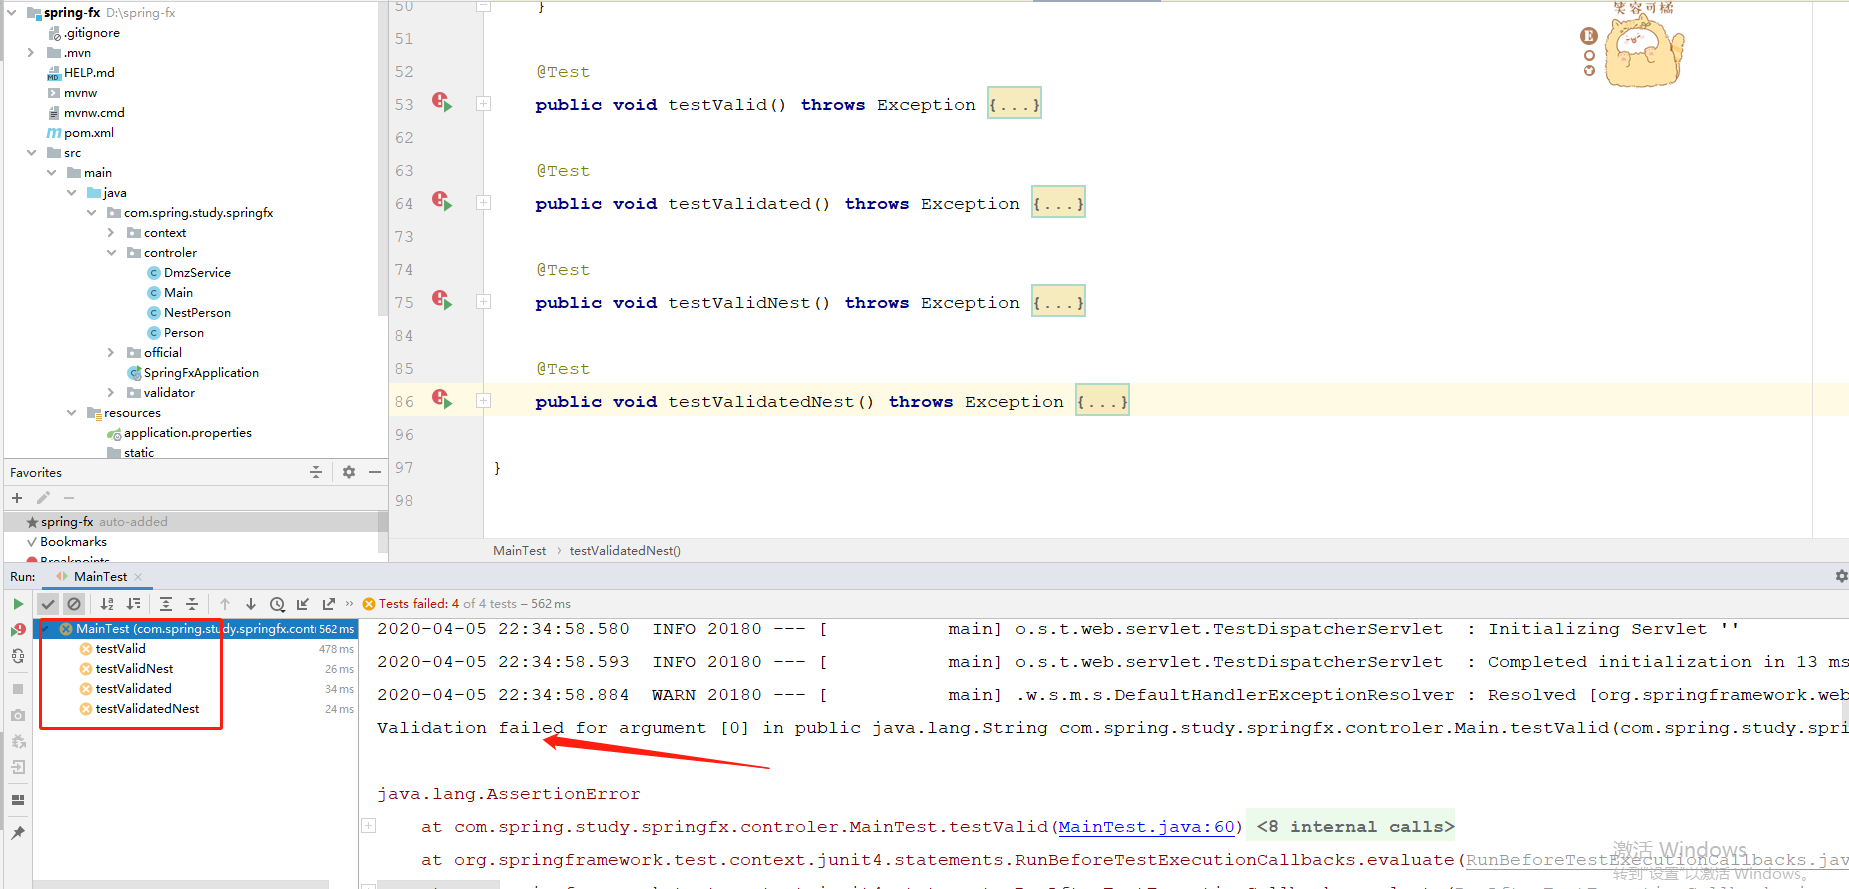 spring-fx D:\spring-fx
.gitignore
.mvn
HELP.md
mvnw
mvnw.cmd
pom.xml
src
main
java
com.spring.study.springfx
context
controler
DmzService
Main
NestPerson
Person
official
SpringFxApplication
validator
resources
application.properties
static
Favorites
spring-fx auto-added
Bookmarks
Breakpoints
50 }
51
52 @Test
53 public void testValid() throws Exception {...}
62
63 @Test
64 public void testValidated() throws Exception {...}
73
74 @Test
75 public void testValidNest() throws Exception {...}
84
85 @Test
86 public void testValidatedNest() throws Exception {...}
96
97 }
98
笑容可橘
E
MainTest › testValidatedNest()
Run: MainTest
Tests failed: 4 of 4 tests – 562 ms
MainTest (com.spring.study.springfx.contr 562 ms
testValid 478 ms
testValidNest 26 ms
testValidated 34 ms
testValidatedNest 24 ms
2020-04-05 22:34:58.580 INFO 20180 --- [ main] o.s.t.web.servlet.TestDispatcherServlet : Initializing Servlet ''
2020-04-05 22:34:58.593 INFO 20180 --- [ main] o.s.t.web.servlet.TestDispatcherServlet : Completed initialization in 13 ms
2020-04-05 22:34:58.884 WARN 20180 --- [ main] .w.s.m.s.DefaultHandlerExceptionResolver : Resolved [org.springframework.web
Validation failed for argument [0] in public java.lang.String com.spring.study.springfx.controler.Main.testValid(com.spring.study.spri
java.lang.AssertionError
at com.spring.study.springfx.controler.MainTest.testValid(MainTest.java:60) <8 internal calls>
at org.springframework.test.context.junit4.statements.RunBeforeTestExecutionCallbacks.evaluate(RunBeforeTestExecutionCallbacks.jav
激活 Windows
转到"设置"以激活 Windows。